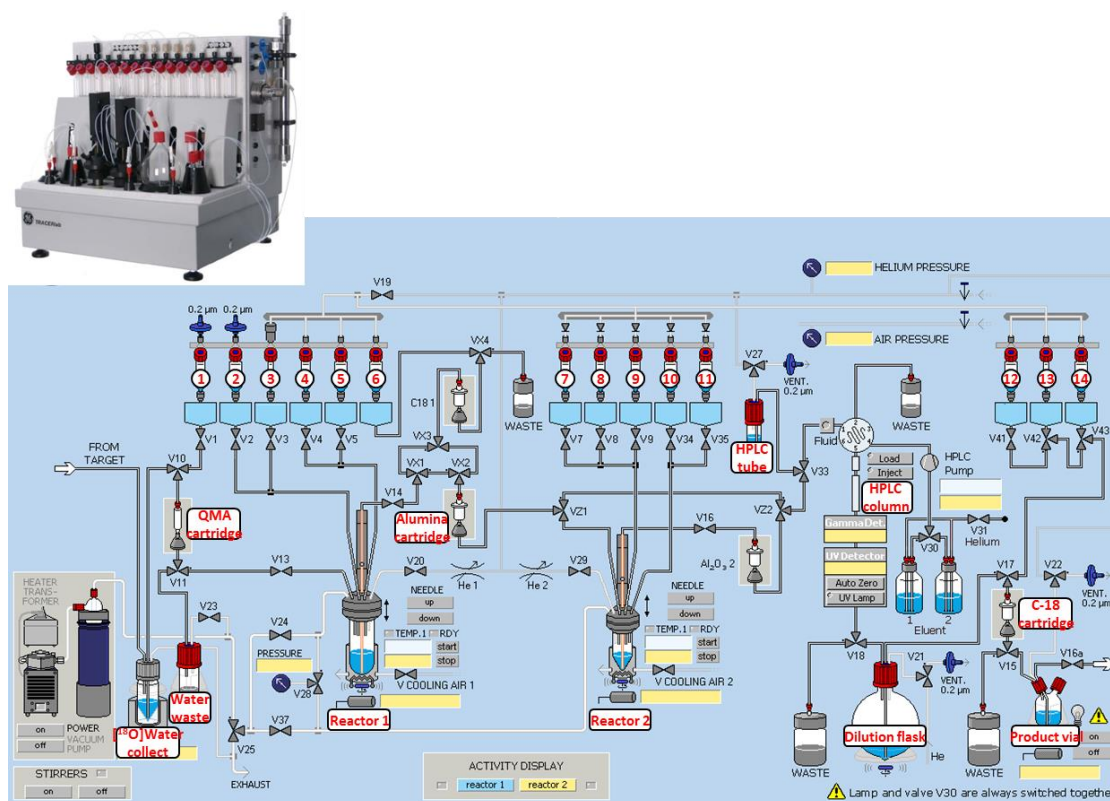 TRACERlab
V19
HELIUM PRESSURE
0.2 µm
0.2 µm
AIR PRESSURE
VX4
V27
VENT.
0.2 µm
1
2
3
4
5
6
7
8
9
10
11
12
13
14
C18 1
WASTE
WASTE
HPLC tube
Fluid
Load
Inject
HPLC
Pump
HPLC
column
FROM
TARGET
V1
V2
V3
V4
V5
VX3
V7
V8
V9
V34
V35
V41
V42
V43
V10
VX1
VX2
V33
V14
QMA
cartridge
Alumina
cartridge
VZ1
VZ2
V16
Gamma Det.
V31
Helium
V30
UV Detector
Auto Zero
UV Lamp
V11
V13
V20
He 1
He 2
V29
Al₂O₃ 2
1
2
Eluent
V17
V22
VENT.
0.2 µm
C-18
cartridge
HEATER
TRANS-
FORMER
V23
V24
NEEDLE
up
down
NEEDLE
up
down
TEMP.1
RDY
start
stop
TEMP.1
RDY
start
stop
PRESSURE
V28
V COOLING AIR 1
V COOLING AIR 2
V18
V21
VENT.
0.2 µm
V15
V16a
Water
waste
[¹⁸O]Water
collect
Reactor 1
Reactor 2
Dilution flask
Product vial
on
off
POWER
VACUUM
PUMP
V37
V25
EXHAUST
WASTE
He
WASTE
on
off
STIRRERS
on
off
ACTIVITY DISPLAY
reactor 1
reactor 2
Lamp and valve V30 are always switched together